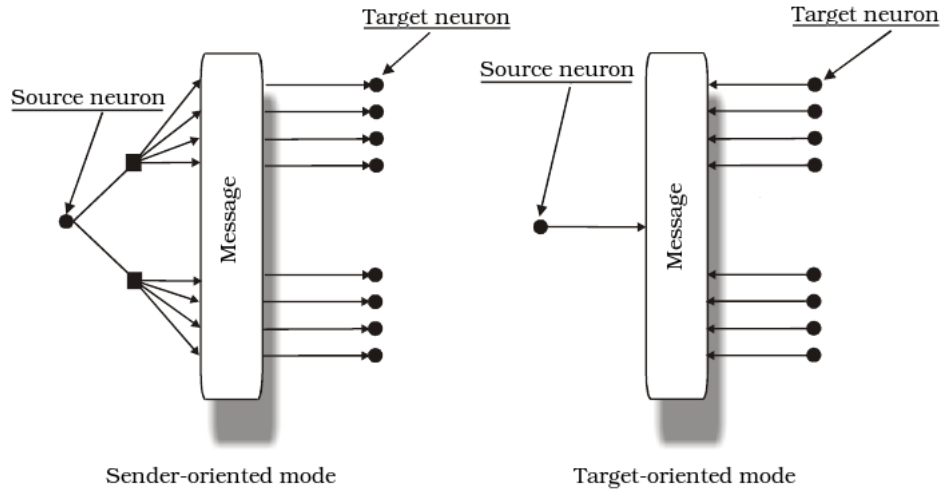 Target neuron
Source neuron
Message
Sender-oriented mode
Target neuron
Source neuron
Message
Target-oriented mode